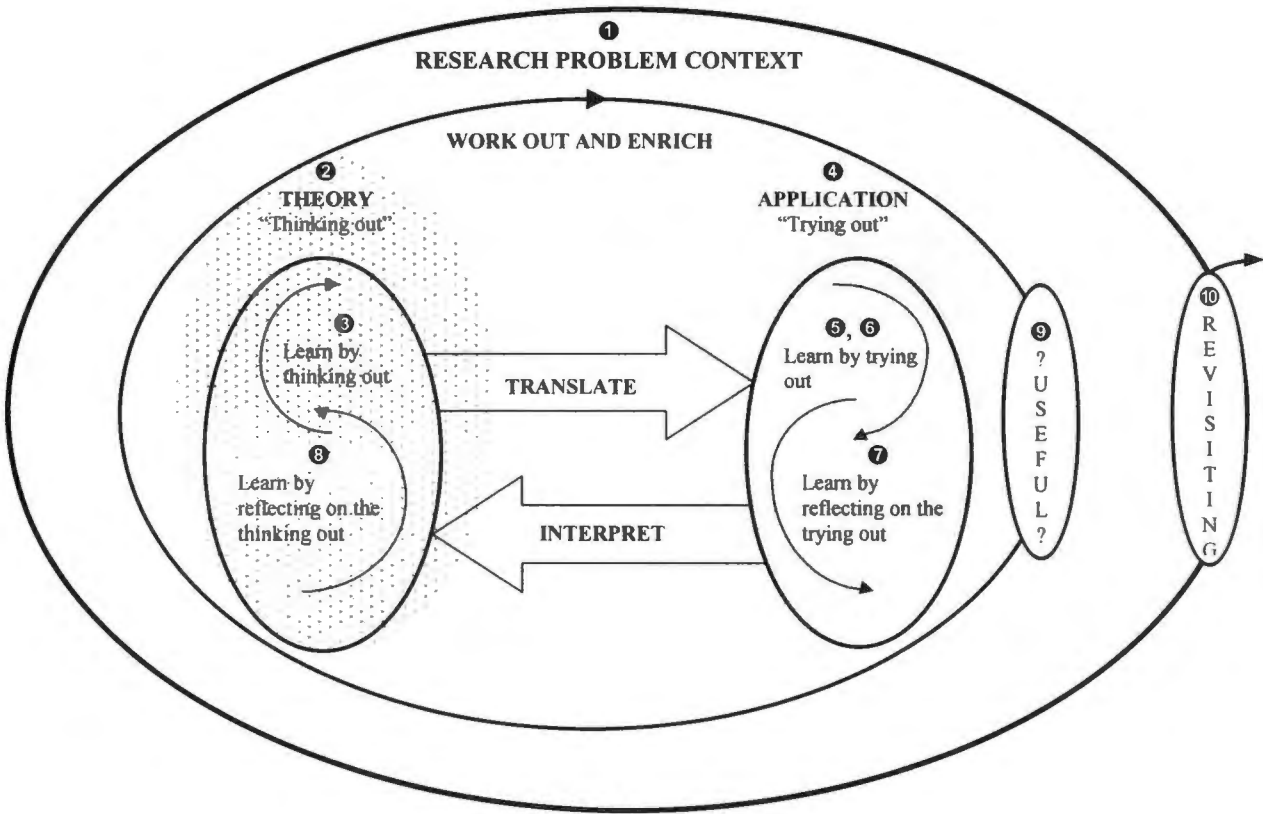 ❶
RESEARCH PROBLEM CONTEXT
WORK OUT AND ENRICH
❷
THEORY
“Thinking out”
❸
Learn by
thinking out
❽
Learn by
reflecting on the
thinking out
TRANSLATE
INTERPRET
❹
APPLICATION
“Trying out”
❺, ❻
Learn by trying
out
❼
Learn by
reflecting on the
trying out
❾
?
U
S
E
F
U
L
?
❿
R
E
V
I
S
I
T
I
N
G